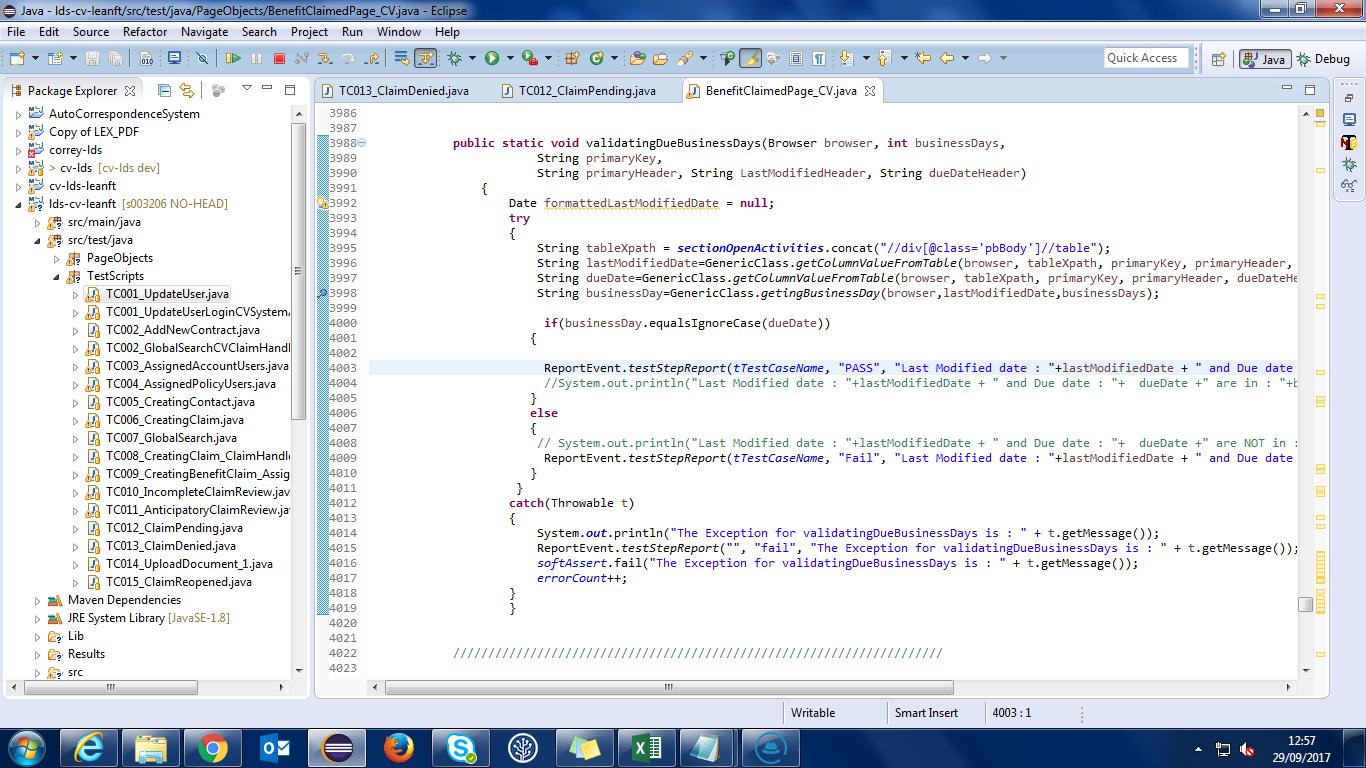 Java - lds-cv-leanft/src/test/java/PageObjects/BenefitClaimedPage_CV.java - Eclipse
File Edit Source Refactor Navigate Search Project Run Window Help
Quick Access Java Debug
Package Explorer
AutoCorrespondenceSystem
Copy of LEX_PDF
correy-lds
> cv-lds [cv-lds dev]
cv-lds-leanft
lds-cv-leanft [s003206 NO-HEAD]
src/main/java
src/test/java
PageObjects
TestScripts
TC001_UpdateUser.java
TC001_UpdateUserLoginCVSystem
TC002_AddNewContract.java
TC002_GlobalSearchCVClaimHandl
TC003_AssignedAccountUsers.java
TC004_AssignedPolicyUsers.java
TC005_CreatingContact.java
TC006_CreatingClaim.java
TC007_GlobalSearch.java
TC008_CreatingClaim_ClaimHandle
TC009_CreatingBenefitClaim_Assig
TC010_IncompleteClaimReview.jav
TC011_AnticipatoryClaimReview.ja
TC012_ClaimPending.java
TC013_ClaimDenied.java
TC014_UploadDocument_1.java
TC015_ClaimReopened.java
Maven Dependencies
JRE System Library [JavaSE-1.8]
Lib
Results
src
TC013_ClaimDenied.java TC012_ClaimPending.java BenefitClaimedPage_CV.java
3986
3987
3988 public static void validatingDueBusinessDays(Browser browser, int businessDays,
3989 String primaryKey,
3990 String primaryHeader, String LastModifiedHeader, String dueDateHeader)
3991 {
3992 Date formattedLastModifiedDate = null;
3993 try
3994 {
3995 String tableXpath = sectionOpenActivities.concat("//div[@class='pbBody']//table");
3996 String lastModifiedDate=GenericClass.getColumnValueFromTable(browser, tableXpath, primaryKey, primaryHeader,
3997 String dueDate=GenericClass.getColumnValueFromTable(browser, tableXpath, primaryKey, primaryHeader, dueDateHe
3998 String businessDay=GenericClass.getingBusinessDay(browser,lastModifiedDate,businessDays);
3999
4000 if(businessDay.equalsIgnoreCase(dueDate))
4001 {
4002
4003 ReportEvent.testStepReport(tTestCaseName, "PASS", "Last Modified date : "+lastModifiedDate + " and Due date
4004 //System.out.println("Last Modified date : "+lastModifiedDate + " and Due date : "+ dueDate +" are in : "+b
4005 }
4006 else
4007 {
4008 // System.out.println("Last Modified date : "+lastModifiedDate + " and Due date : "+ dueDate +" are NOT in :
4009 ReportEvent.testStepReport(tTestCaseName, "Fail", "Last Modified date : "+lastModifiedDate + " and Due date
4010 }
4011 }
4012 catch(Throwable t)
4013 {
4014 System.out.println("The Exception for validatingDueBusinessDays is : " + t.getMessage());
4015 ReportEvent.testStepReport("", "fail", "The Exception for validatingDueBusinessDays is : " + t.getMessage());
4016 softAssert.fail("The Exception for validatingDueBusinessDays is : " + t.getMessage());
4017 errorCount++;
4018 }
4019 }
4020
4021
4022 //////////////////////////////////////////////////////////////////////
4023
Writable Smart Insert 4003 : 1
12:57
29/09/2017